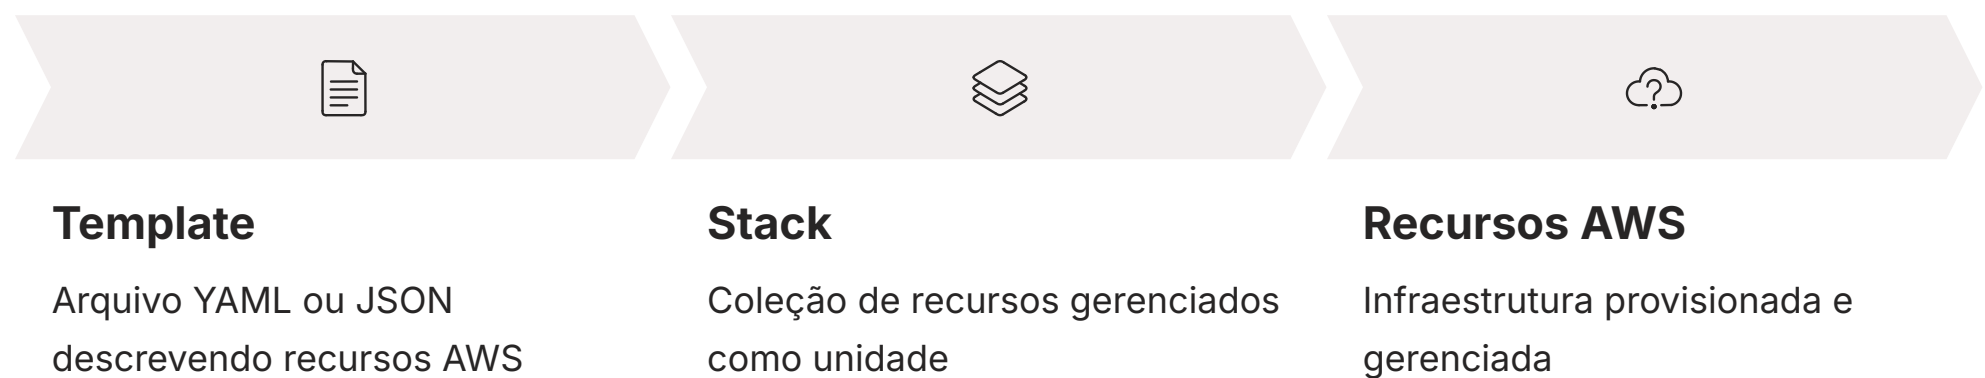 Template
Arquivo YAML ou JSON
descrevendo recursos AWS
Stack
Coleção de recursos gerenciados
como unidade
Recursos AWS
Infraestrutura provisionada e
gerenciada